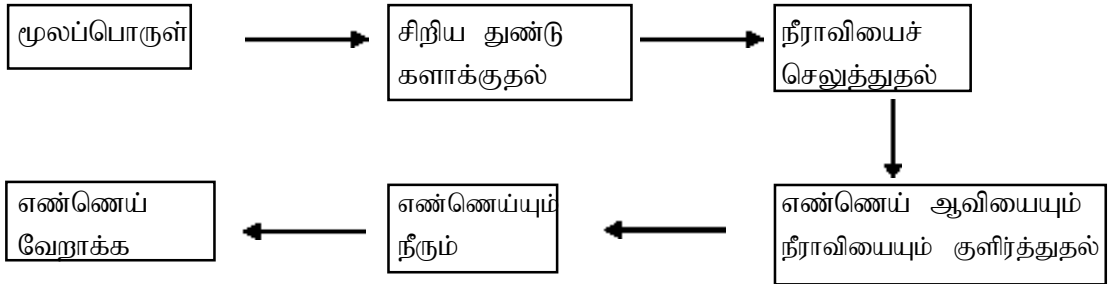 மூலப்பொருள்
சிறிய துண்டு
களாக்குதல்
நீராவியைச்
செலுத்துதல்
எண்ணெய் ஆவியையும்
நீராவியையும் குளிர்த்துதல்
எண்ணெய்யும்
நீரும்
எண்ணெய்
வேறாக்க